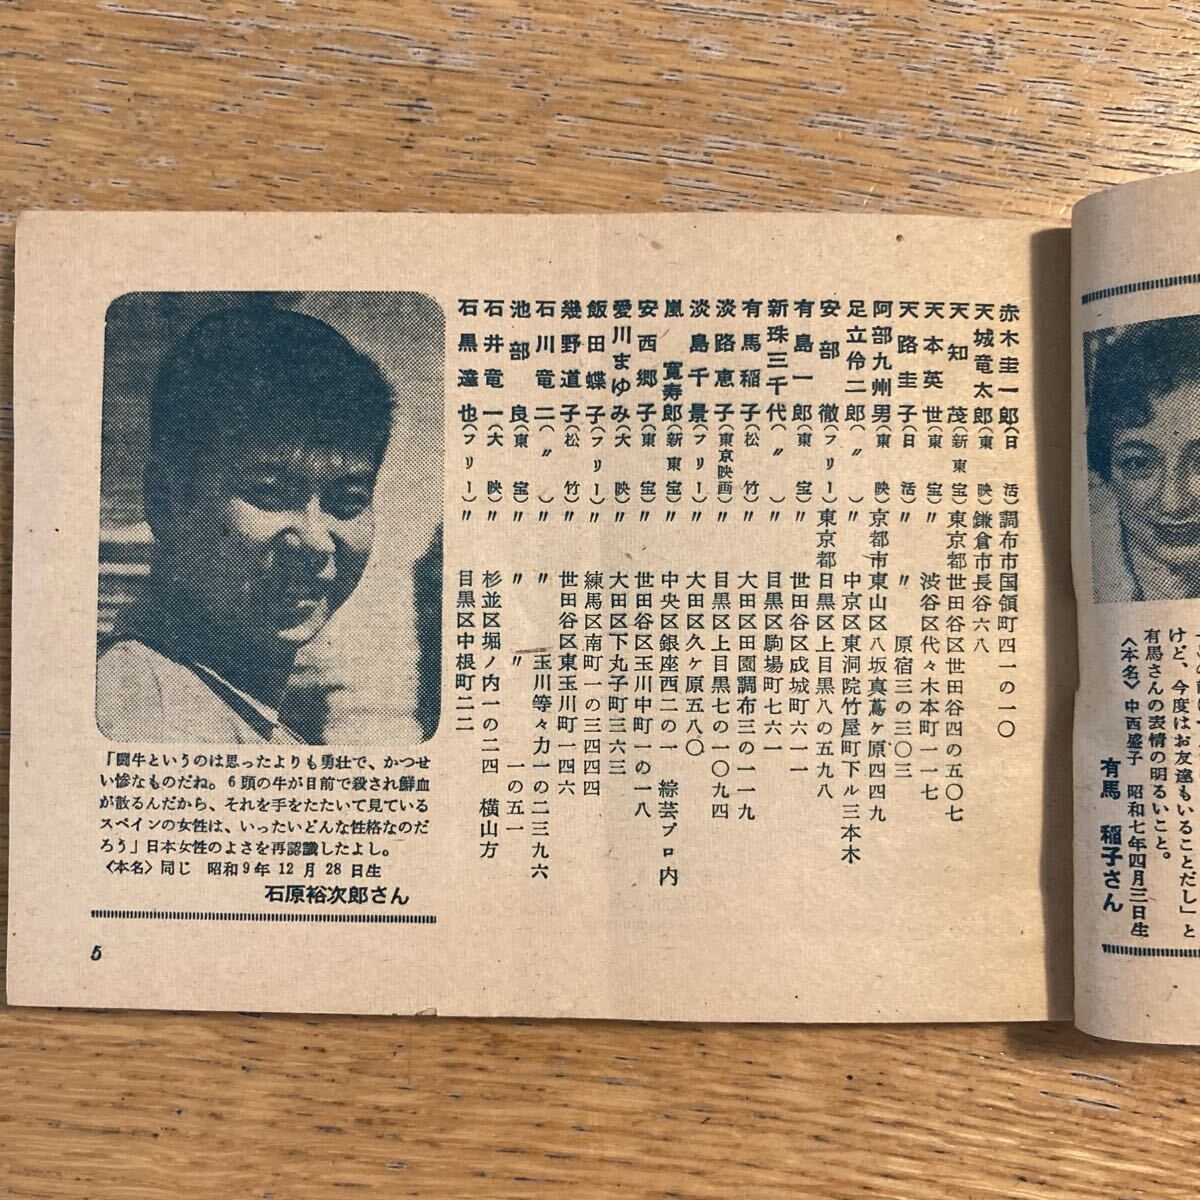 けど、今度はお友達もいることだし」と
有馬さんの表情の明るいこと。
〈本名〉中西盛子 昭和七年四月三日生
有馬 稲子さん
赤木圭一郎(日 活)調布市国領町四一の一〇
天城竜太郎(東 映)鎌倉市長谷六八
天知 茂(新東宝)東京都世田谷区世田谷四の五〇七
天本英世(東 宝)〃 渋谷区代々木本町一一七
天路圭子(日 活)〃 〃 原宿三の三〇三
阿部九州男(東 映)京都市東山区八坂真蔦ヶ原四四九
足立伶二郎(〃)〃 中京区東洞院竹屋町下ル三本木
安部 徹(フリー)東京都目黒区上目黒八の五九八
有島一郎(東 宝)〃 世田谷区成城町六一一
新珠三千代(〃)〃 目黒区駒場町七六一
有馬稲子(松 竹)〃 大田区田園調布三の一一九
淡路恵子(東京映画)〃 目黒区上目黒七の一〇九四
淡島千景(フリー)〃 大田区久ヶ原五八〇
嵐 寛寿郎(新東宝)〃 中央区銀座西二の一 綜芸プロ内
安西郷子(東 宝)〃 世田谷区玉川中町一の一八
愛川まゆみ(大 映)〃 大田区下丸子町三六三
飯田蝶子(フリー)〃 練馬区南町一の三四四四
幾野道子(松 竹)〃 世田谷区東玉川町一四六
石川竜二(〃)〃 〃 玉川等々力一の二三九六
池部 良(東 宝)〃 〃 〃 一の五一
石井竜一(大 映)〃 杉並区堀ノ内一の二四 横山方
石黒達也(フリー)〃 目黒区中根町二二
「闘牛というのは思ったよりも勇壮で、かつせ
い惨なものだね。6頭の牛が目前で殺され鮮血
が散るんだから、それを手をたたいて見ている
スペインの女性は、いったいどんな性格なのだ
ろう」日本女性のよさを再認識したよし。
〈本名〉同じ 昭和9年12月28日生
石原裕次郎さん
5